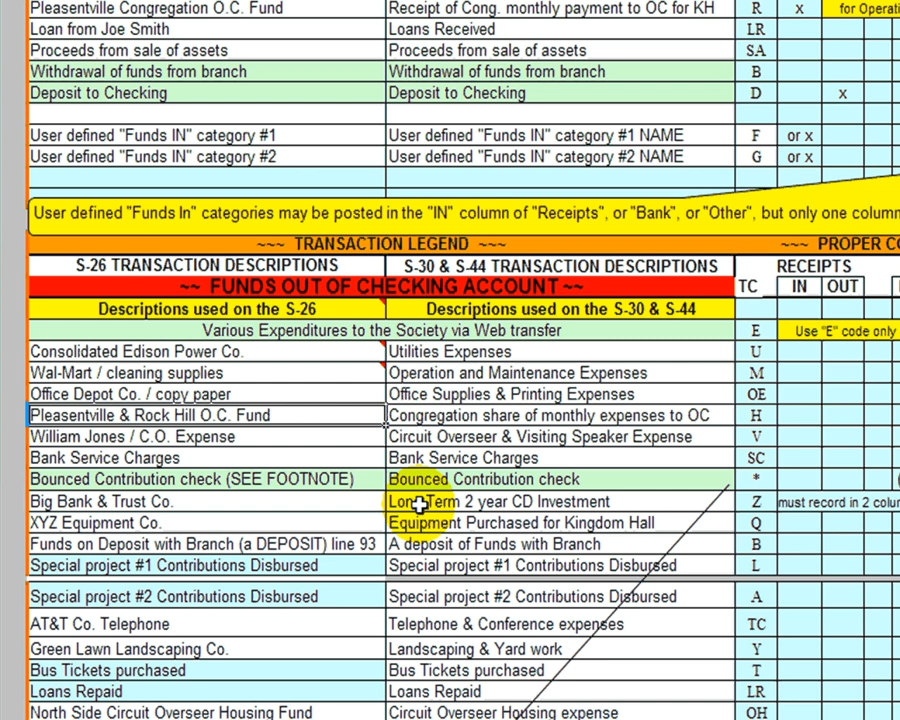 Pleasentville Congregation O.C. Fund Receipt of Cong. monthly payment to OC for KH R x for Operati
Loan from Joe Smith Loans Received LR
Proceeds from sale of assets Proceeds from sale of assets SA
Withdrawal of funds from branch Withdrawal of funds from branch B
Deposit to Checking Deposit to Checking D x
User defined "Funds IN" category #1 User defined "Funds IN" category #1 NAME F or x
User defined "Funds IN" category #2 User defined "Funds IN" category #2 NAME G or x
User defined "Funds In" categories may be posted in the "IN" column of "Receipts", or "Bank", or "Other", but only one column
~~~ TRANSACTION LEGEND ~~~ ~~~ PROPER CO
S-26 TRANSACTION DESCRIPTIONS S-30 & S-44 TRANSACTION DESCRIPTIONS RECEIPTS
~~ FUNDS OUT OF CHECKING ACCOUNT ~~ TC IN OUT
Descriptions used on the S-26 Descriptions used on the S-30 & S-44
Various Expenditures to the Society via Web transfer E Use "E" code only
Consolidated Edison Power Co. Utilities Expenses U
Wal-Mart / cleaning supplies Operation and Maintenance Expenses M
Office Depot Co. / copy paper Office Supplies & Printing Expenses OE
Pleasentville & Rock Hill O.C. Fund Congregation share of monthly expenses to OC H
William Jones / C.O. Expense Circuit Overseer & Visiting Speaker Expense V
Bank Service Charges Bank Service Charges SC
Bounced Contribution check (SEE FOOTNOTE) Bounced Contribution check * (
Big Bank & Trust Co. Long Term 2 year CD Investment Z must record in 2 colum
XYZ Equipment Co. Equipment Purchased for Kingdom Hall Q
Funds on Deposit with Branch (a DEPOSIT) line 93 A deposit of Funds with Branch B
Special project #1 Contributions Disbursed Special project #1 Contributions Disbursed L
Special project #2 Contributions Disbursed Special project #2 Contributions Disbursed A
AT&T Co. Telephone Telephone & Conference expenses TC
Green Lawn Landscaping Co. Landscaping & Yard work Y
Bus Tickets purchased Bus Tickets purchased T
Loans Repaid Loans Repaid LR
North Side Circuit Overseer Housing Fund Circuit Overseer Housing expense OH